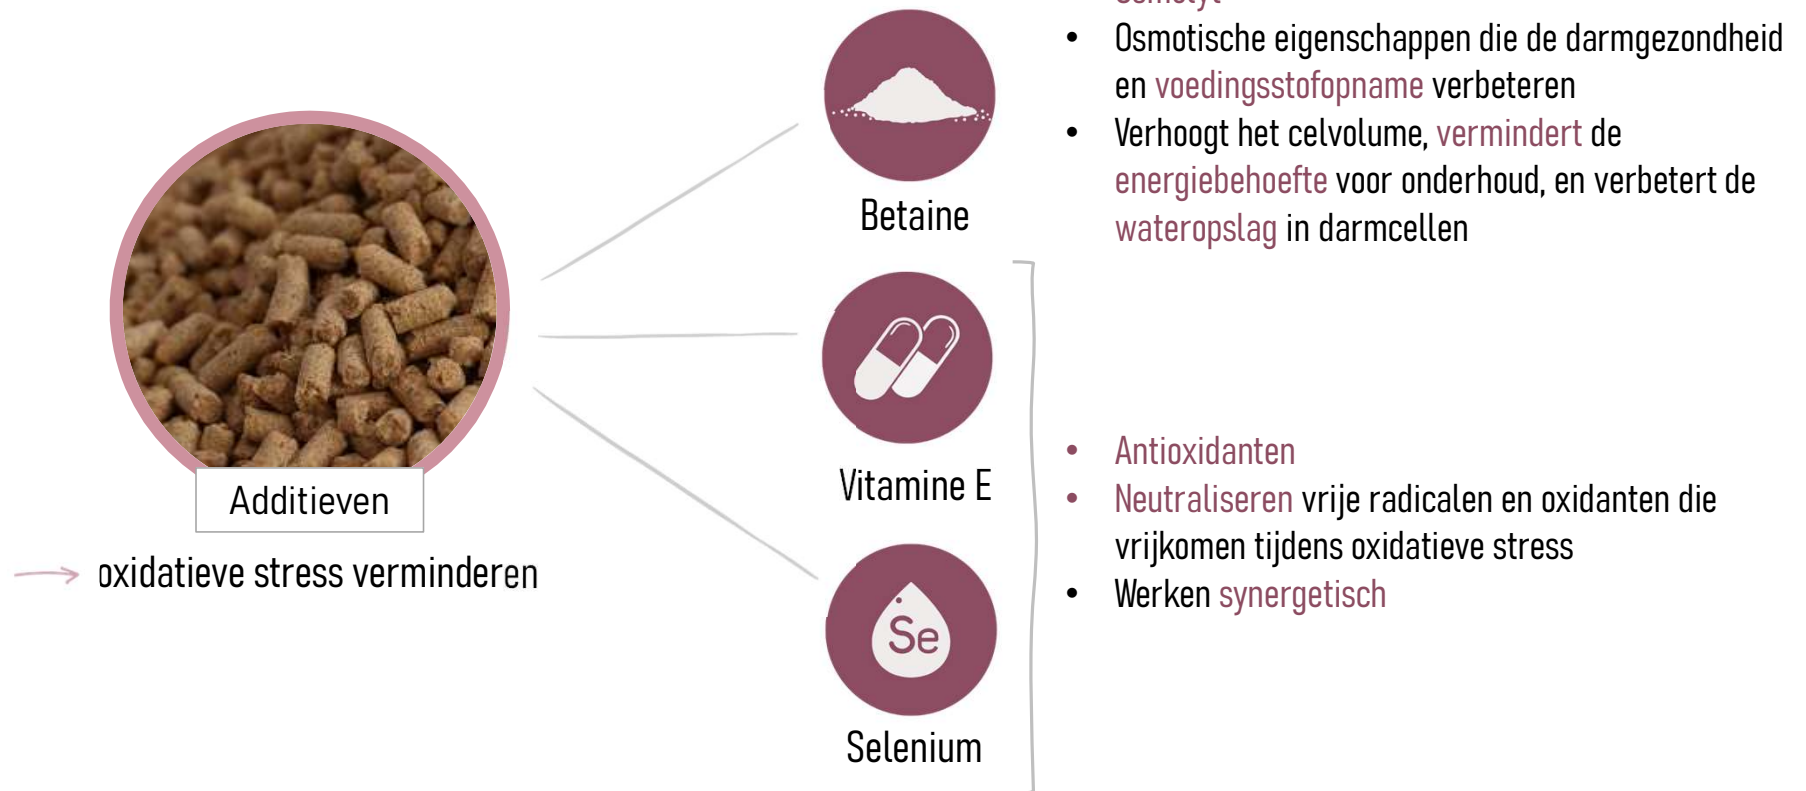 • Osmotische eigenschappen die de darmgezondheid
en voedingsstofopname verbeteren
• Verhoogt het celvolume, vermindert de
energiebehoefte voor onderhoud, en verbetert de
wateropslag in darmcellen
Betaine
Vitamine E
• Antioxidanten
• Neutraliseren vrije radicalen en oxidanten die
vrijkomen tijdens oxidatieve stress
• Werken synergetisch
Additieven
oxidatieve stress verminderen
Se
Selenium